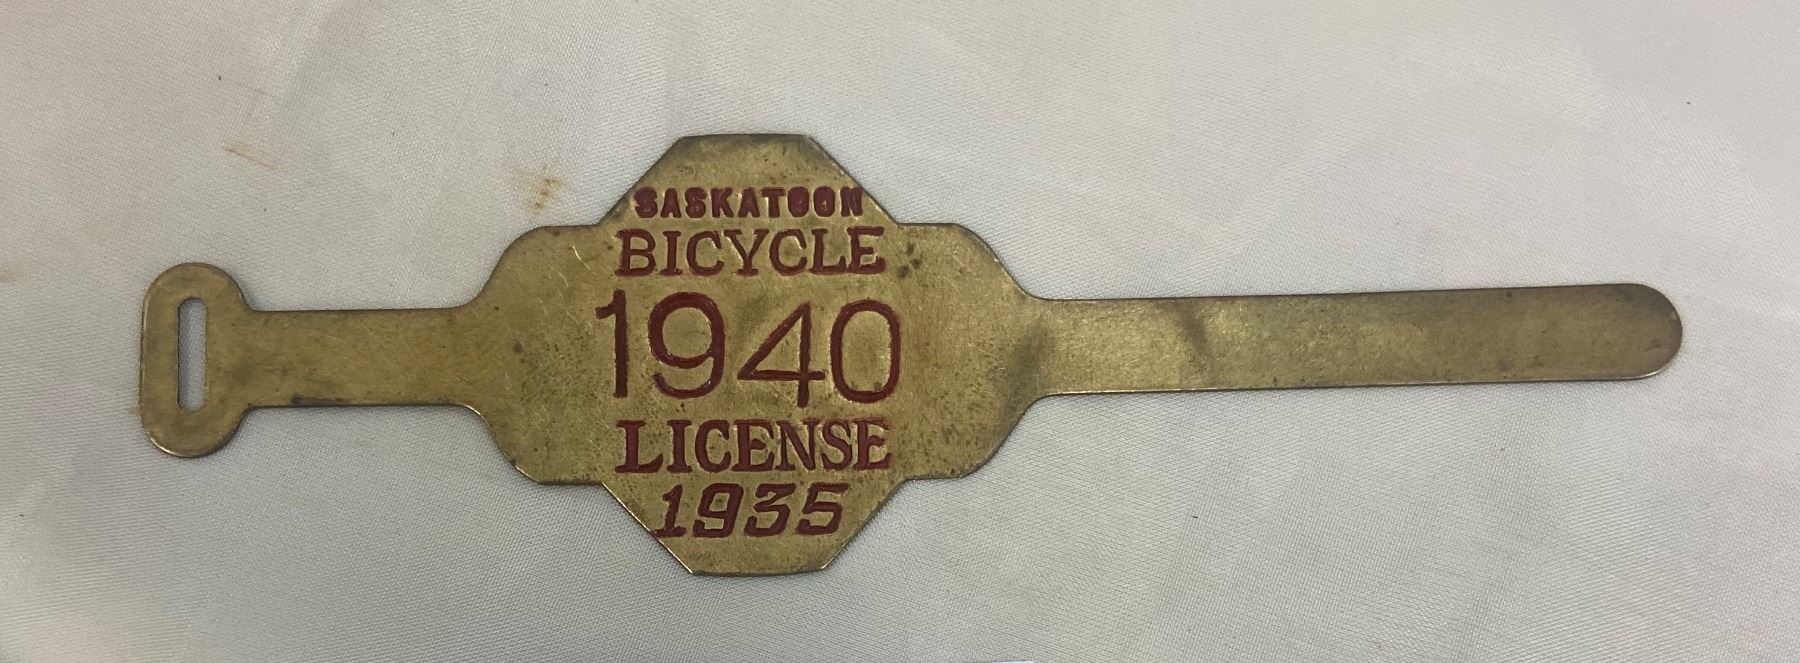 SASKATOON
BICYCLE
1940
LICENSE
1935